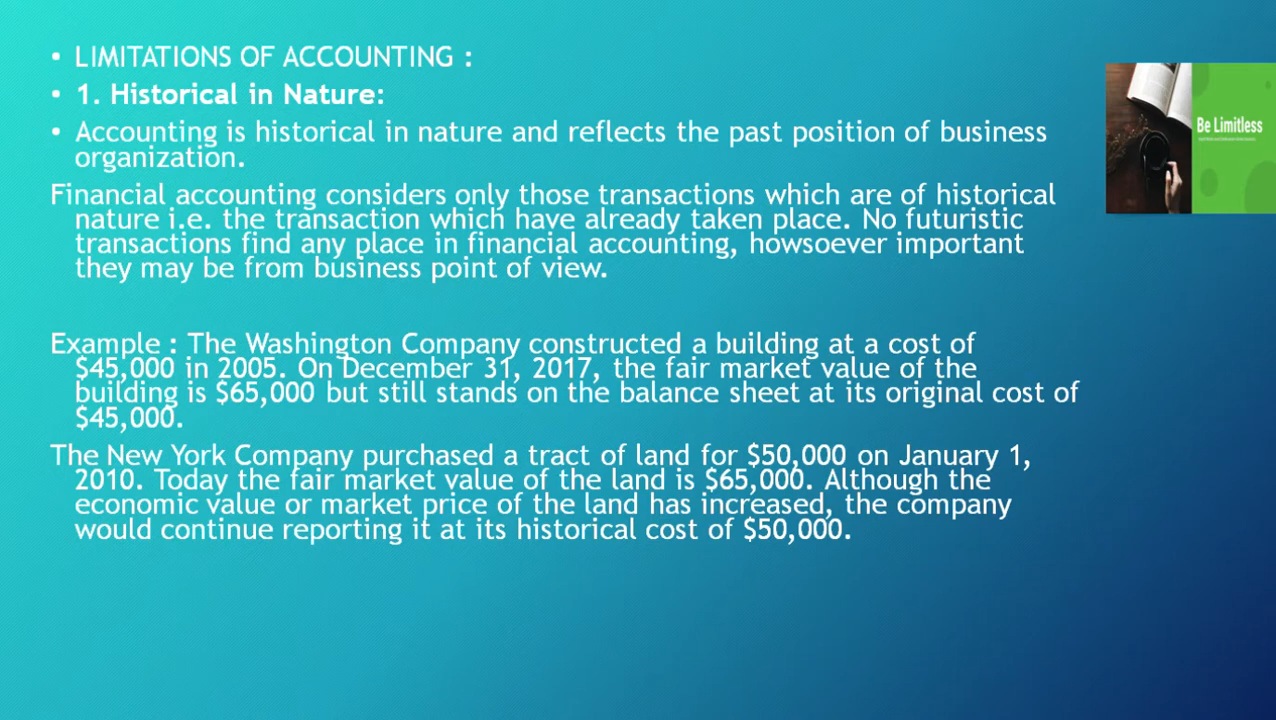 • LIMITATIONS OF ACCOUNTING :
• 1. Historical in Nature:
• Accounting is historical in nature and reflects the past position of business
organization.
Financial accounting considers only those transactions which are of historical
nature i.e. the transaction which have already taken place. No futuristic
transactions find any place in financial accounting, howsoever important
they may be from business point of view.
Example : The Washington Company constructed a building at a cost of
$45,000 in 2005. On December 31, 2017, the fair market value of the
building is $65,000 but still stands on the balance sheet at its original cost of
$45,000.
The New York Company purchased a tract of land for $50,000 on January 1,
2010. Today the fair market value of the land is $65,000. Although the
economic value or market price of the land has increased, the company
would continue reporting it at its historical cost of $50,000.
Be Limitless